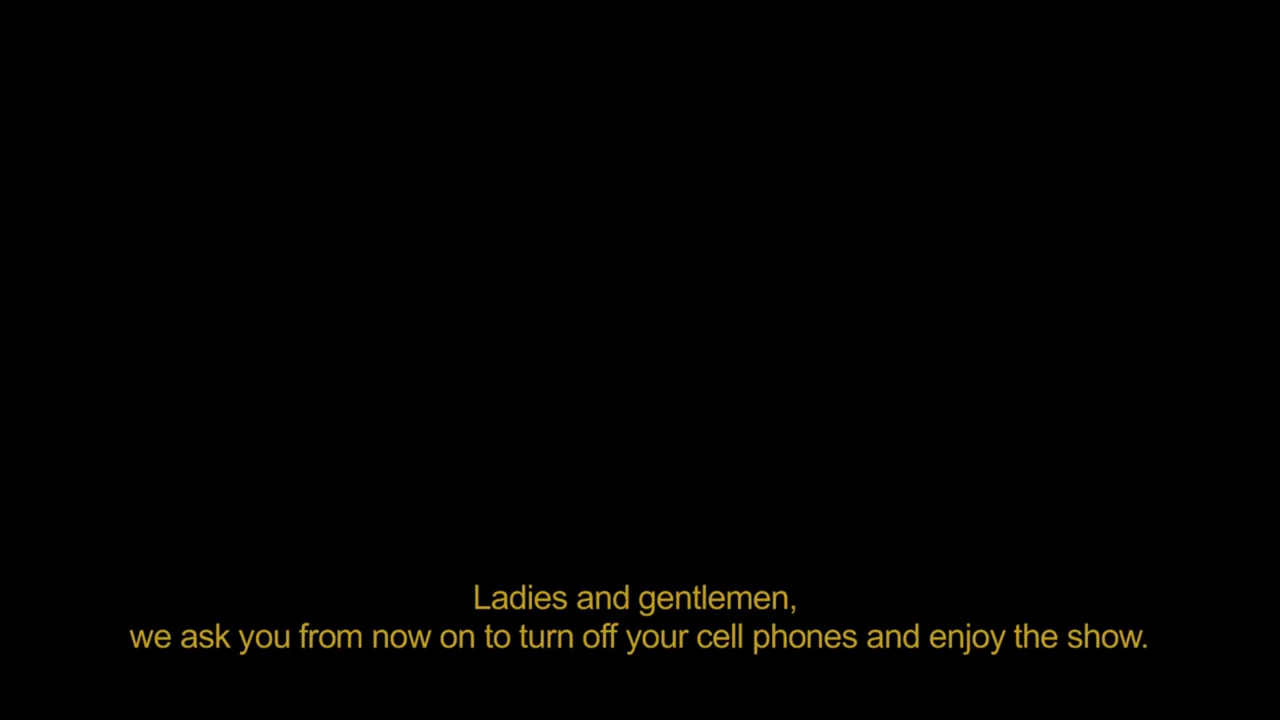 Ladies and gentlemen,
we ask you from now on to turn off your cell phones and enjoy the show.